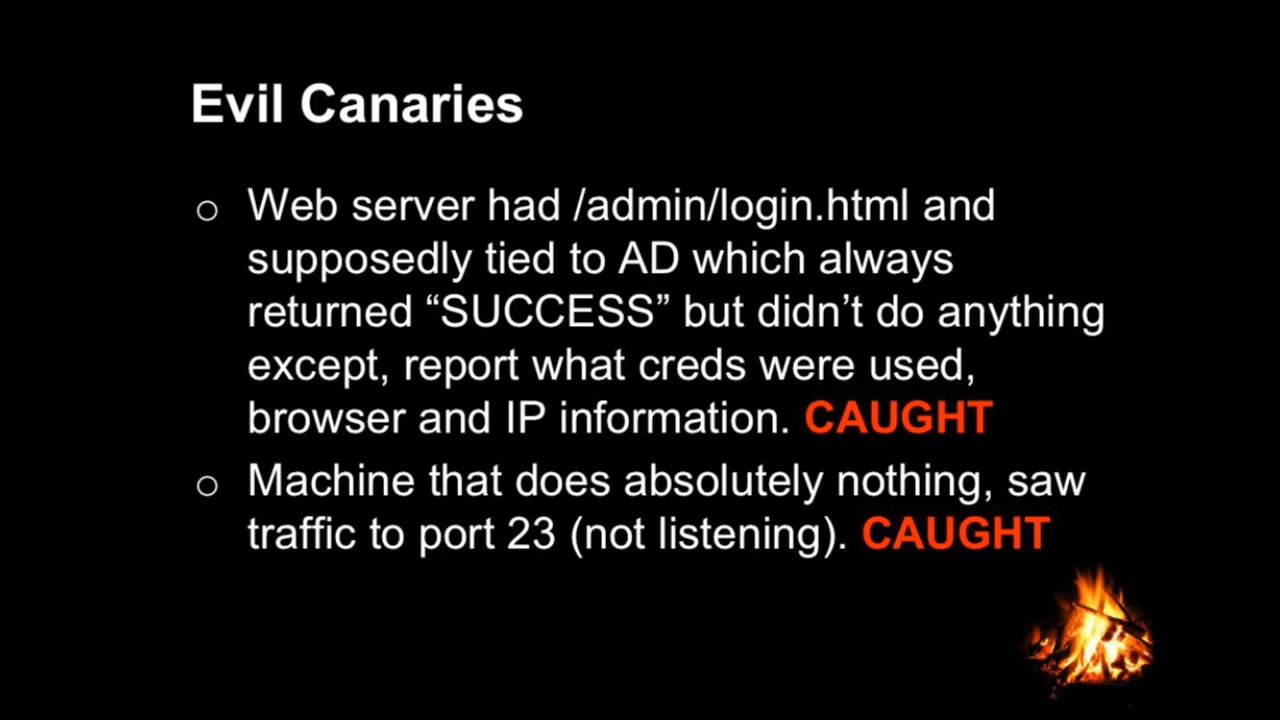 Evil Canaries
o Web server had /admin/login.html and
supposedly tied to AD which always
returned “SUCCESS” but didn’t do anything
except, report what creds were used,
browser and IP information. CAUGHT
o Machine that does absolutely nothing, saw
traffic to port 23 (not listening). CAUGHT